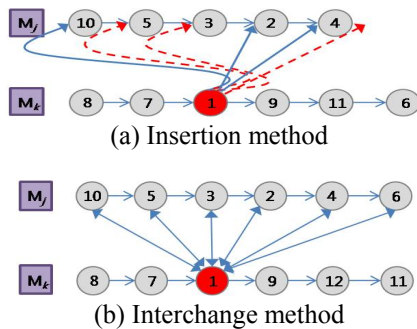 Mj 10 5 3 2 4
Mk 8 7 1 9 11 6
(a) Insertion method
Mj 10 5 3 2 4 6
Mk 8 7 1 9 12 11
(b) Interchange method